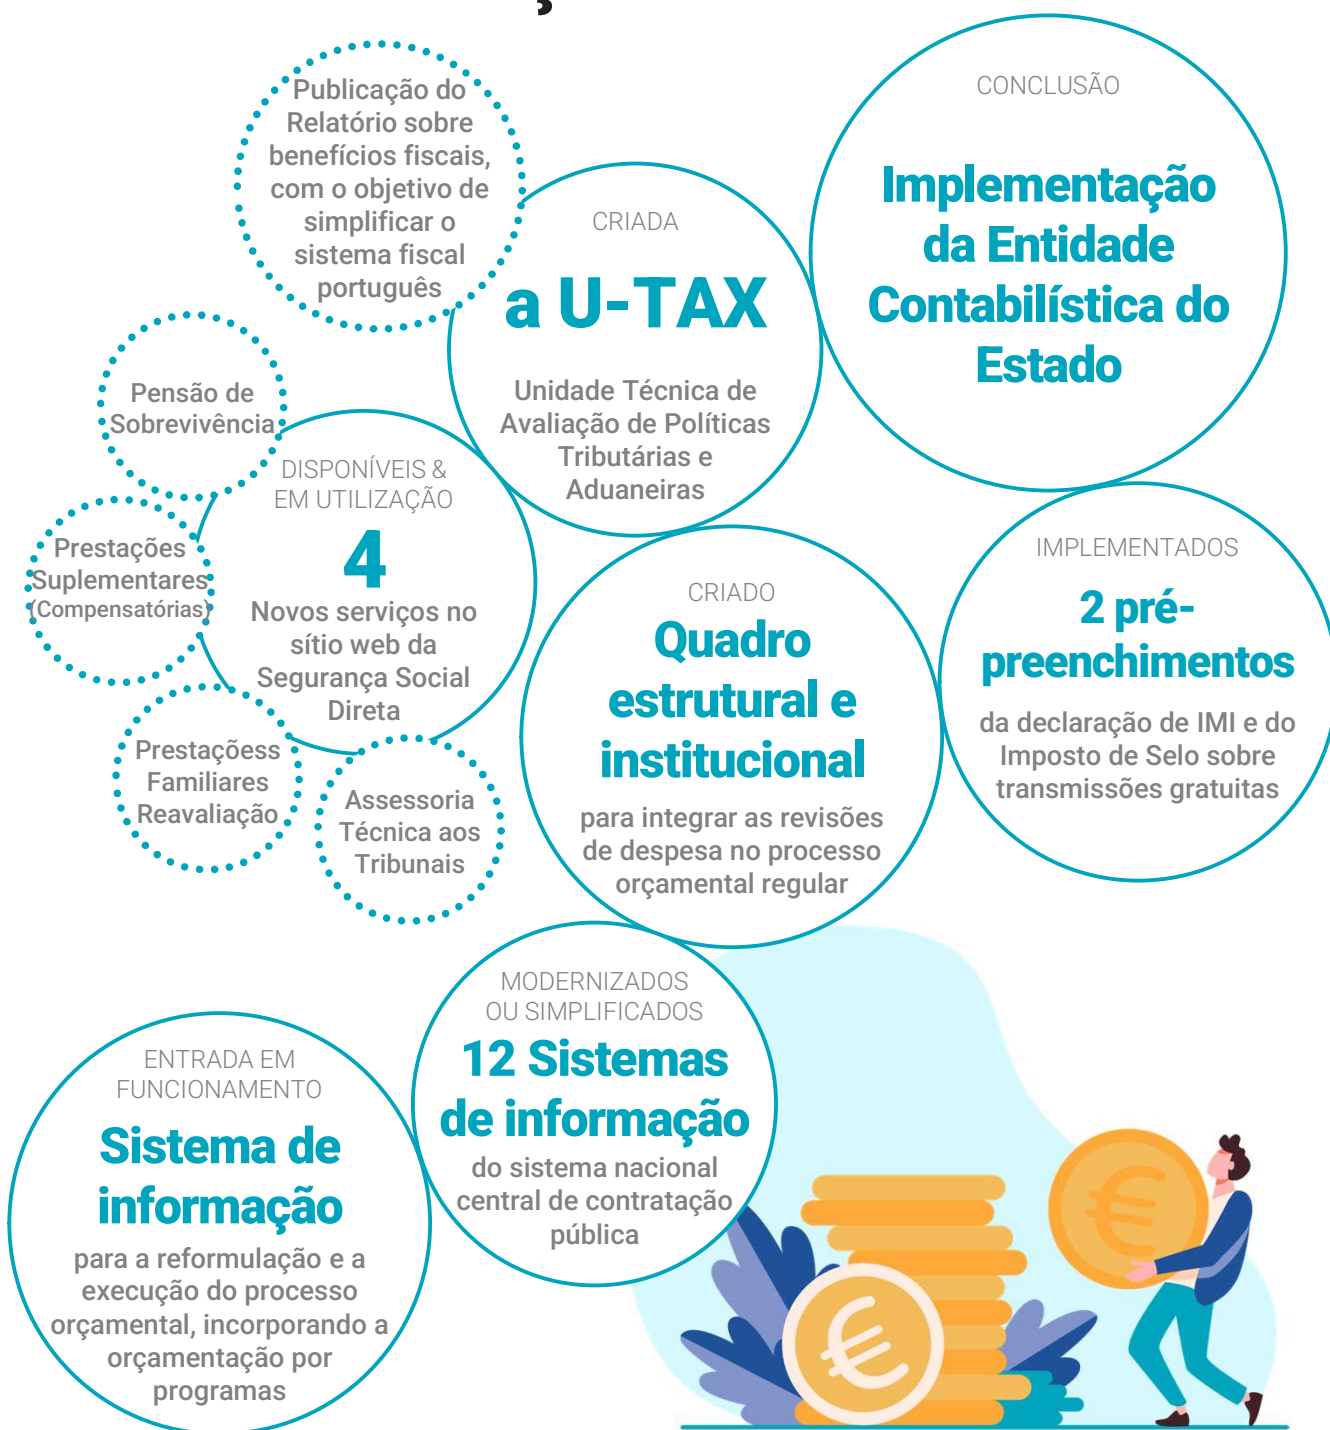 Publicação do
Relatório sobre
benefícios fiscais,
com o objetivo de
simplificar o
sistema fiscal
português
CRIADA
a U-TAX
Unidade Técnica de
Avaliação de Políticas
Tributárias e
Aduaneiras
CONCLUSÃO
Implementação
da Entidade
Contabilística do
Estado
Pensão de
Sobrevivência
Prestações
Suplementares
(Compensatórias)
Prestaçõess
Familiares
Reavaliação
Assessoria
Técnica aos
Tribunais
DISPONÍVEIS &
EM UTILIZAÇÃO
4
Novos serviços no
sítio web da
Segurança Social
Direta
CRIADO
Quadro
estrutural e
institucional
para integrar as revisões
de despesa no processo
orçamental regular
IMPLEMENTADOS
2 pré-
preenchimentos
da declaração de IMI e do
Imposto de Selo sobre
transmissões gratuitas
MODERNIZADOS
OU SIMPLIFICADOS
12 Sistemas
de informação
do sistema nacional
central de contratação
pública
ENTRADA EM
FUNCIONAMENTO
Sistema de
informação
para a reformulação e a
execução do processo
orçamental, incorporando a
orçamentação por
programas
€
€